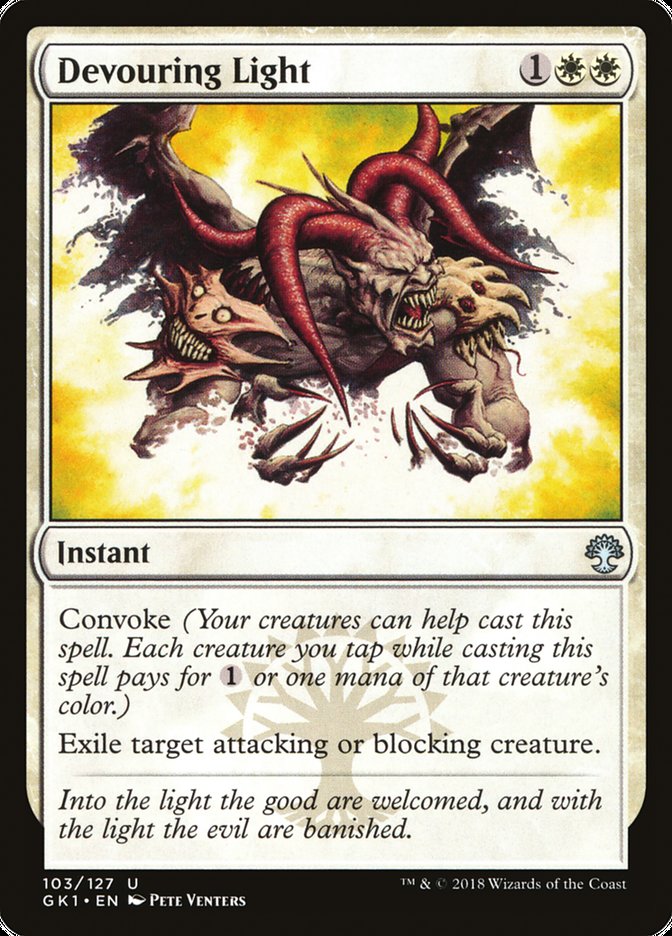 Devouring Light 1
Instant
Convoke (Your creatures can help cast this
spell. Each creature you tap while casting this
spell pays for 1 or one mana of that creature's
color.)
Exile target attacking or blocking creature.
Into the light the good are welcomed, and with
the light the evil are banished.
103/127 U
GK1 • EN Pete Venters
™ & © 2018 Wizards of the Coast